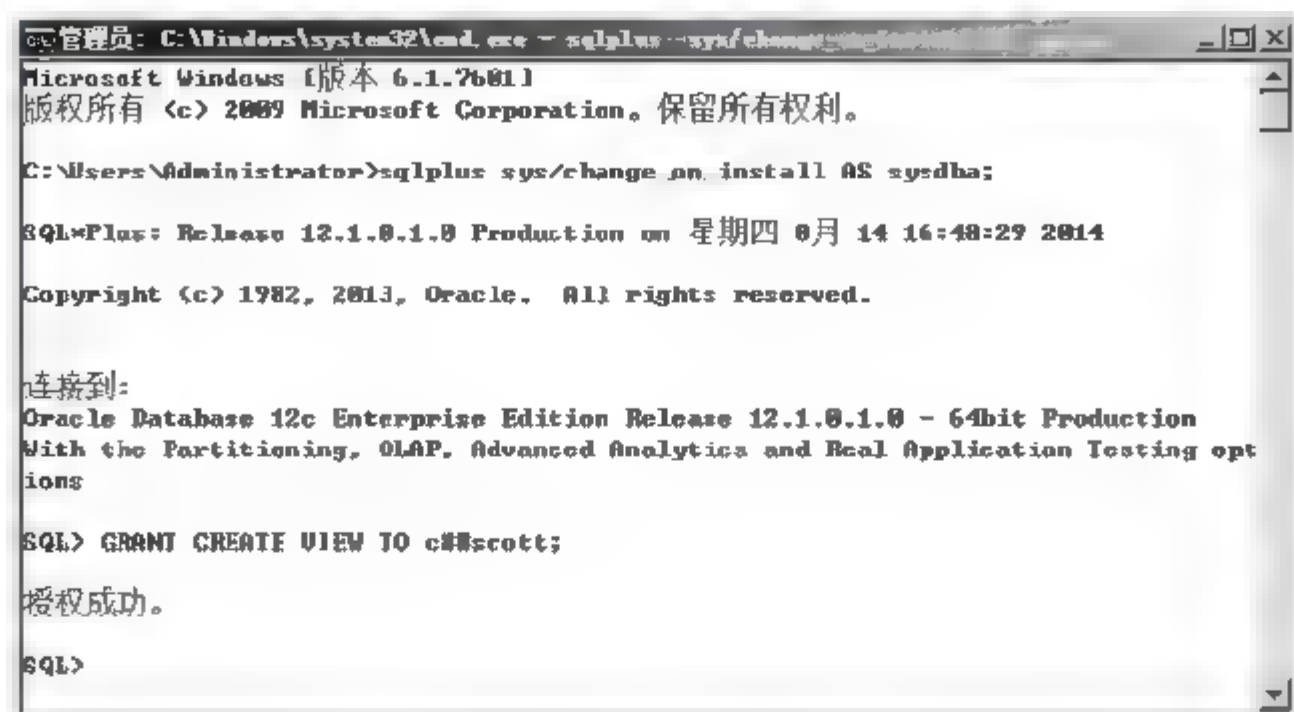 管理员: C:\Windows\system32\cmd.exe - sqlplus sys/change
Microsoft Windows [版本 6.1.7601]
版权所有 (c) 2009 Microsoft Corporation。保留所有权利。
C:\Users\Administrator>sqlplus sys/change_on_install AS sysdba;
SQL*Plus: Release 12.1.0.1.0 Production on 星期四 8月 14 16:48:29 2014
Copyright (c) 1982, 2013, Oracle.  All rights reserved.
连接到:
Oracle Database 12c Enterprise Edition Release 12.1.0.1.0 - 64bit Production
With the Partitioning, OLAP, Advanced Analytics and Real Application Testing opt
ions
SQL> GRANT CREATE VIEW TO c##scott;
授权成功。
SQL>